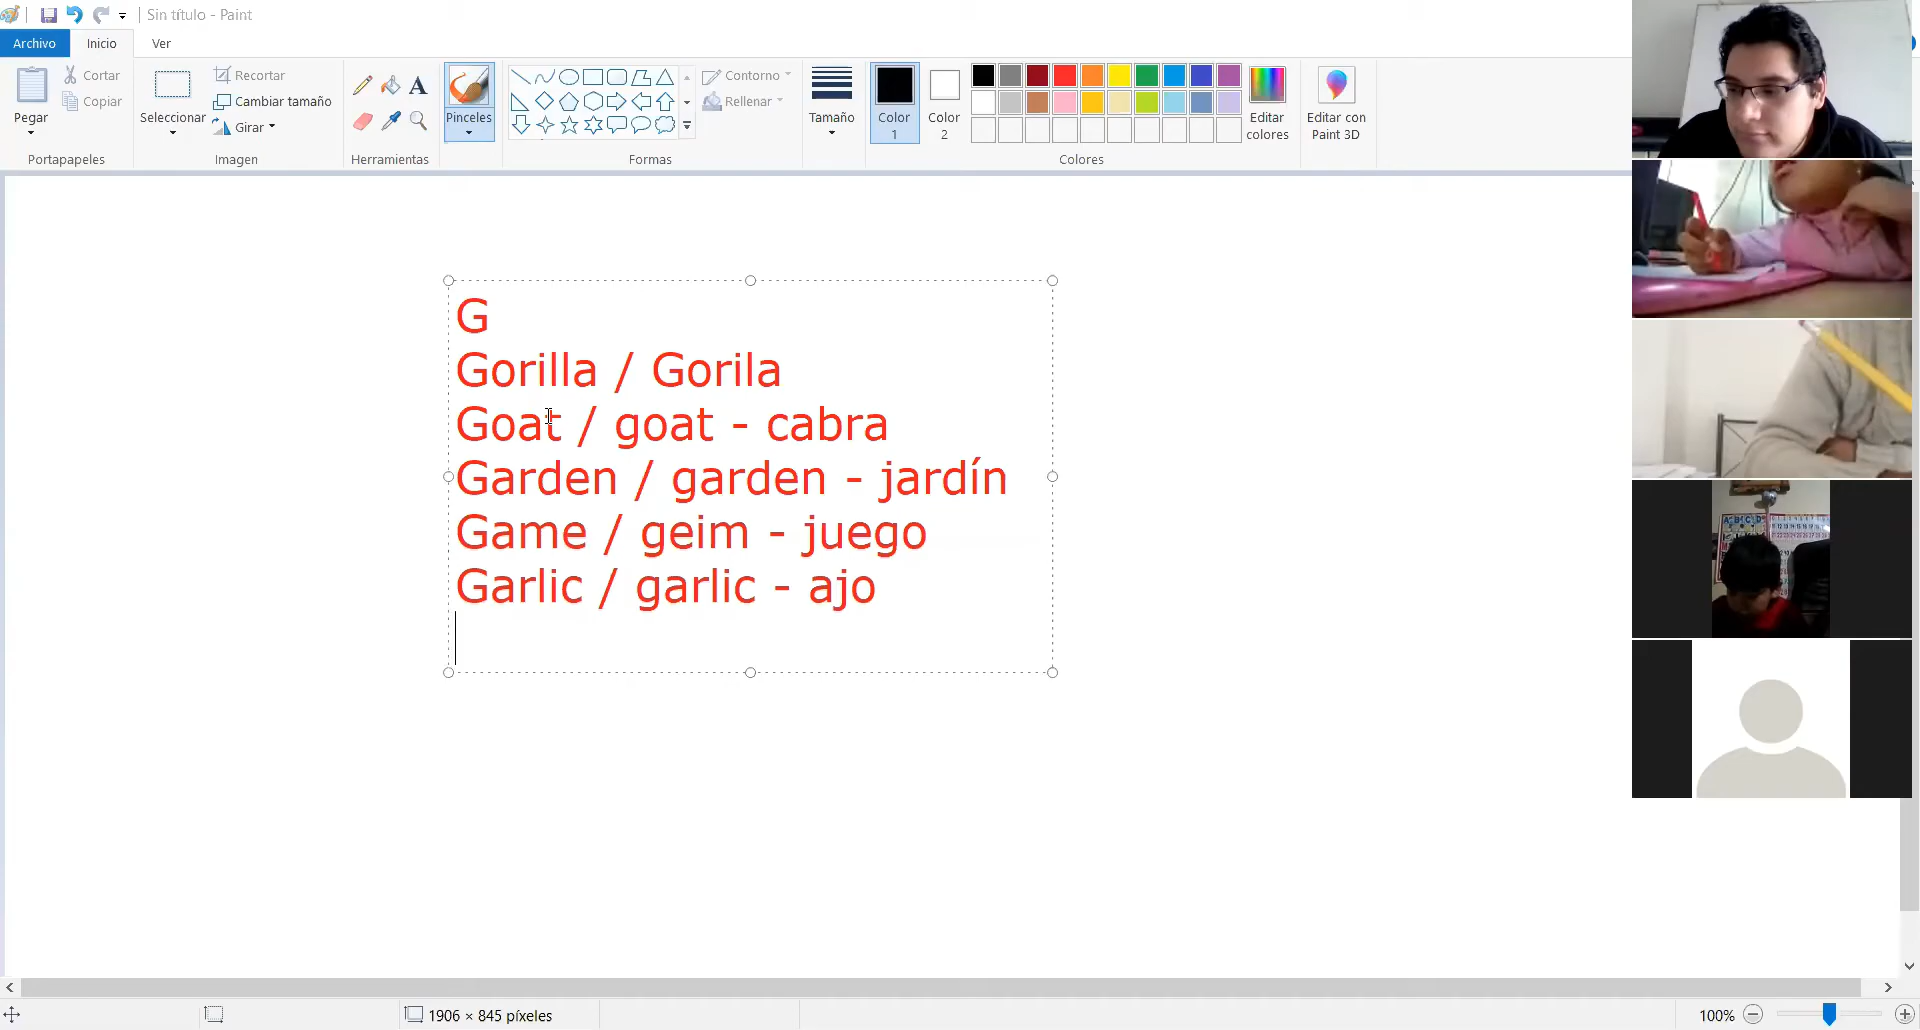 Sin título - Paint
Archivo
Inicio
Ver
Pegar
Cortar
Copiar
Portapapeles
Seleccionar
Recortar
Cambiar tamaño
Girar
Imagen
A
Herramientas
Pinceles
Contorno
Rellenar
Formas
Tamaño
Color 1
Color 2
Editar colores
Editar con Paint 3D
Colores
G
Gorilla / Gorila
Goat / goat - cabra
Garden / garden - jardín
Game / geim - juego
Garlic / garlic - ajo
1906 × 845 píxeles
100%